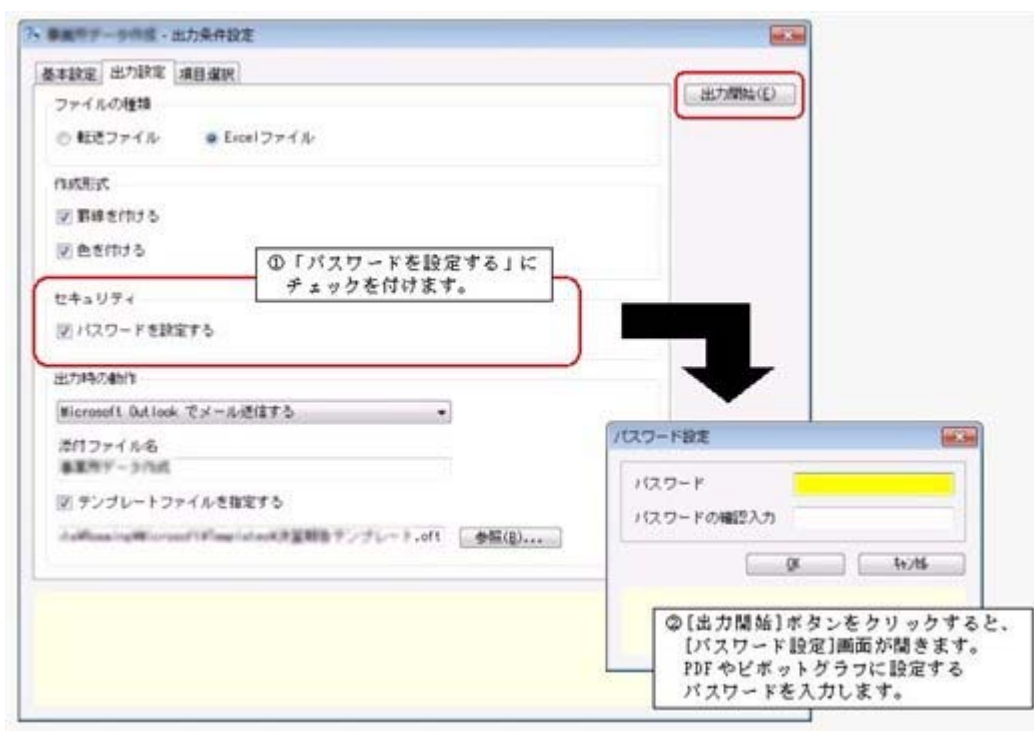 - 出力条件設定
基本設定 出力設定 項目選択
出力開始(E)
ファイルの種類
転送ファイル Excelファイル
作成形式
罫線を付ける
色を付ける
①「パスワードを設定する」に
チェックを付けます。
セキュリティ
パスワードを設定する
出力時の動作
Microsoft Outlook でメール送信する
添付ファイル名
テンプレートファイルを指定する
テンプレート.oft 参照(B)...
パスワード設定
パスワード
パスワードの確認入力
OK ｷｬﾝｾﾙ
②[出力開始]ボタンをクリックすると、
[パスワード設定]画面が開きます。
PDFやピボットグラフに設定する
パスワードを入力します。